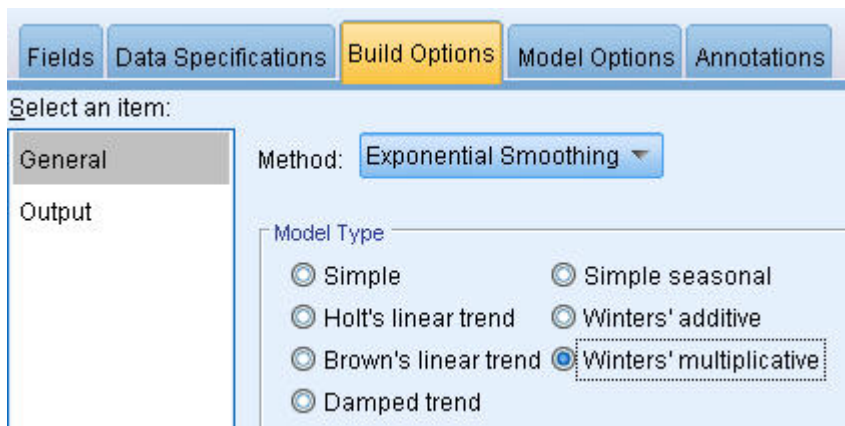 Fields Data Specifications Build Options Model Options Annotations
Select an item:
General
Output
Method: Exponential Smoothing
Model Type
Simple
Simple seasonal
Holt's linear trend
Winters' additive
Brown's linear trend
Winters' multiplicative
Damped trend